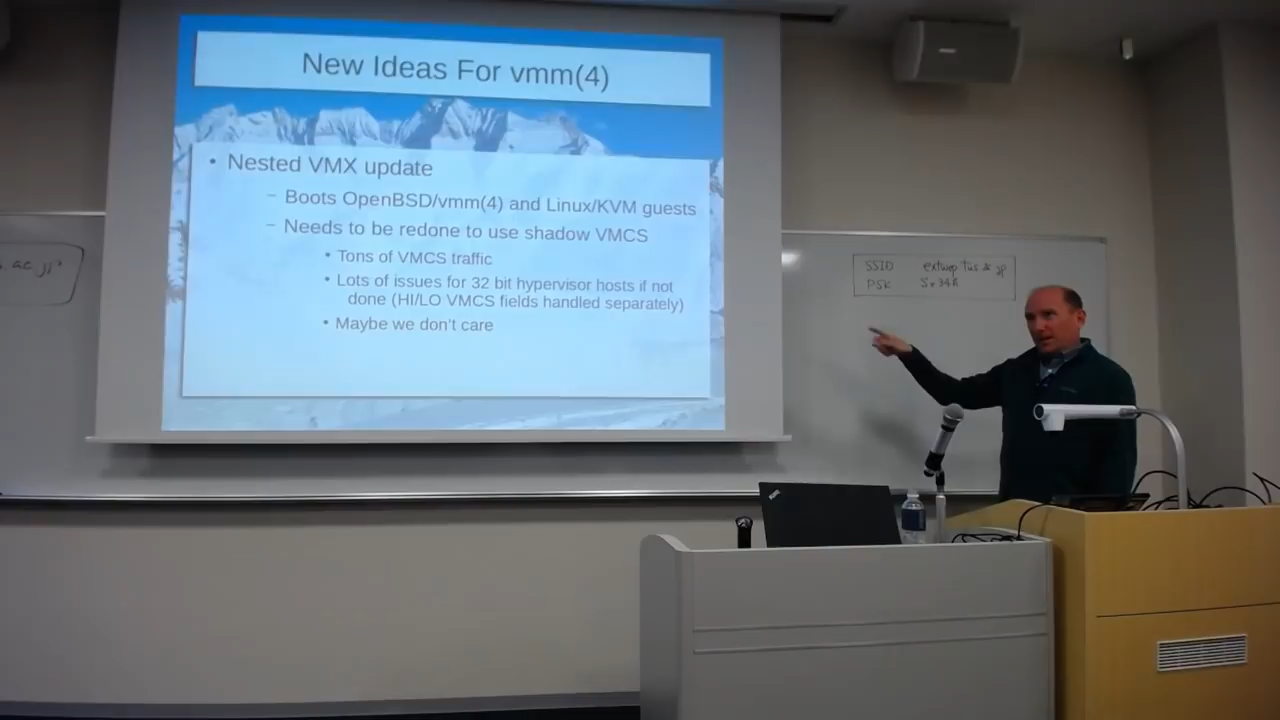 New Ideas For vmm(4)
• Nested VMX update
– Boots OpenBSD/vmm(4) and Linux/KVM guests
– Needs to be redone to use shadow VMCS
• Tons of VMCS traffic
• Lots of issues for 32 bit hypervisor hosts if not
done (HI/LO VMCS fields handled separately)
• Maybe we don't care
ac.jp
SSID
PSK